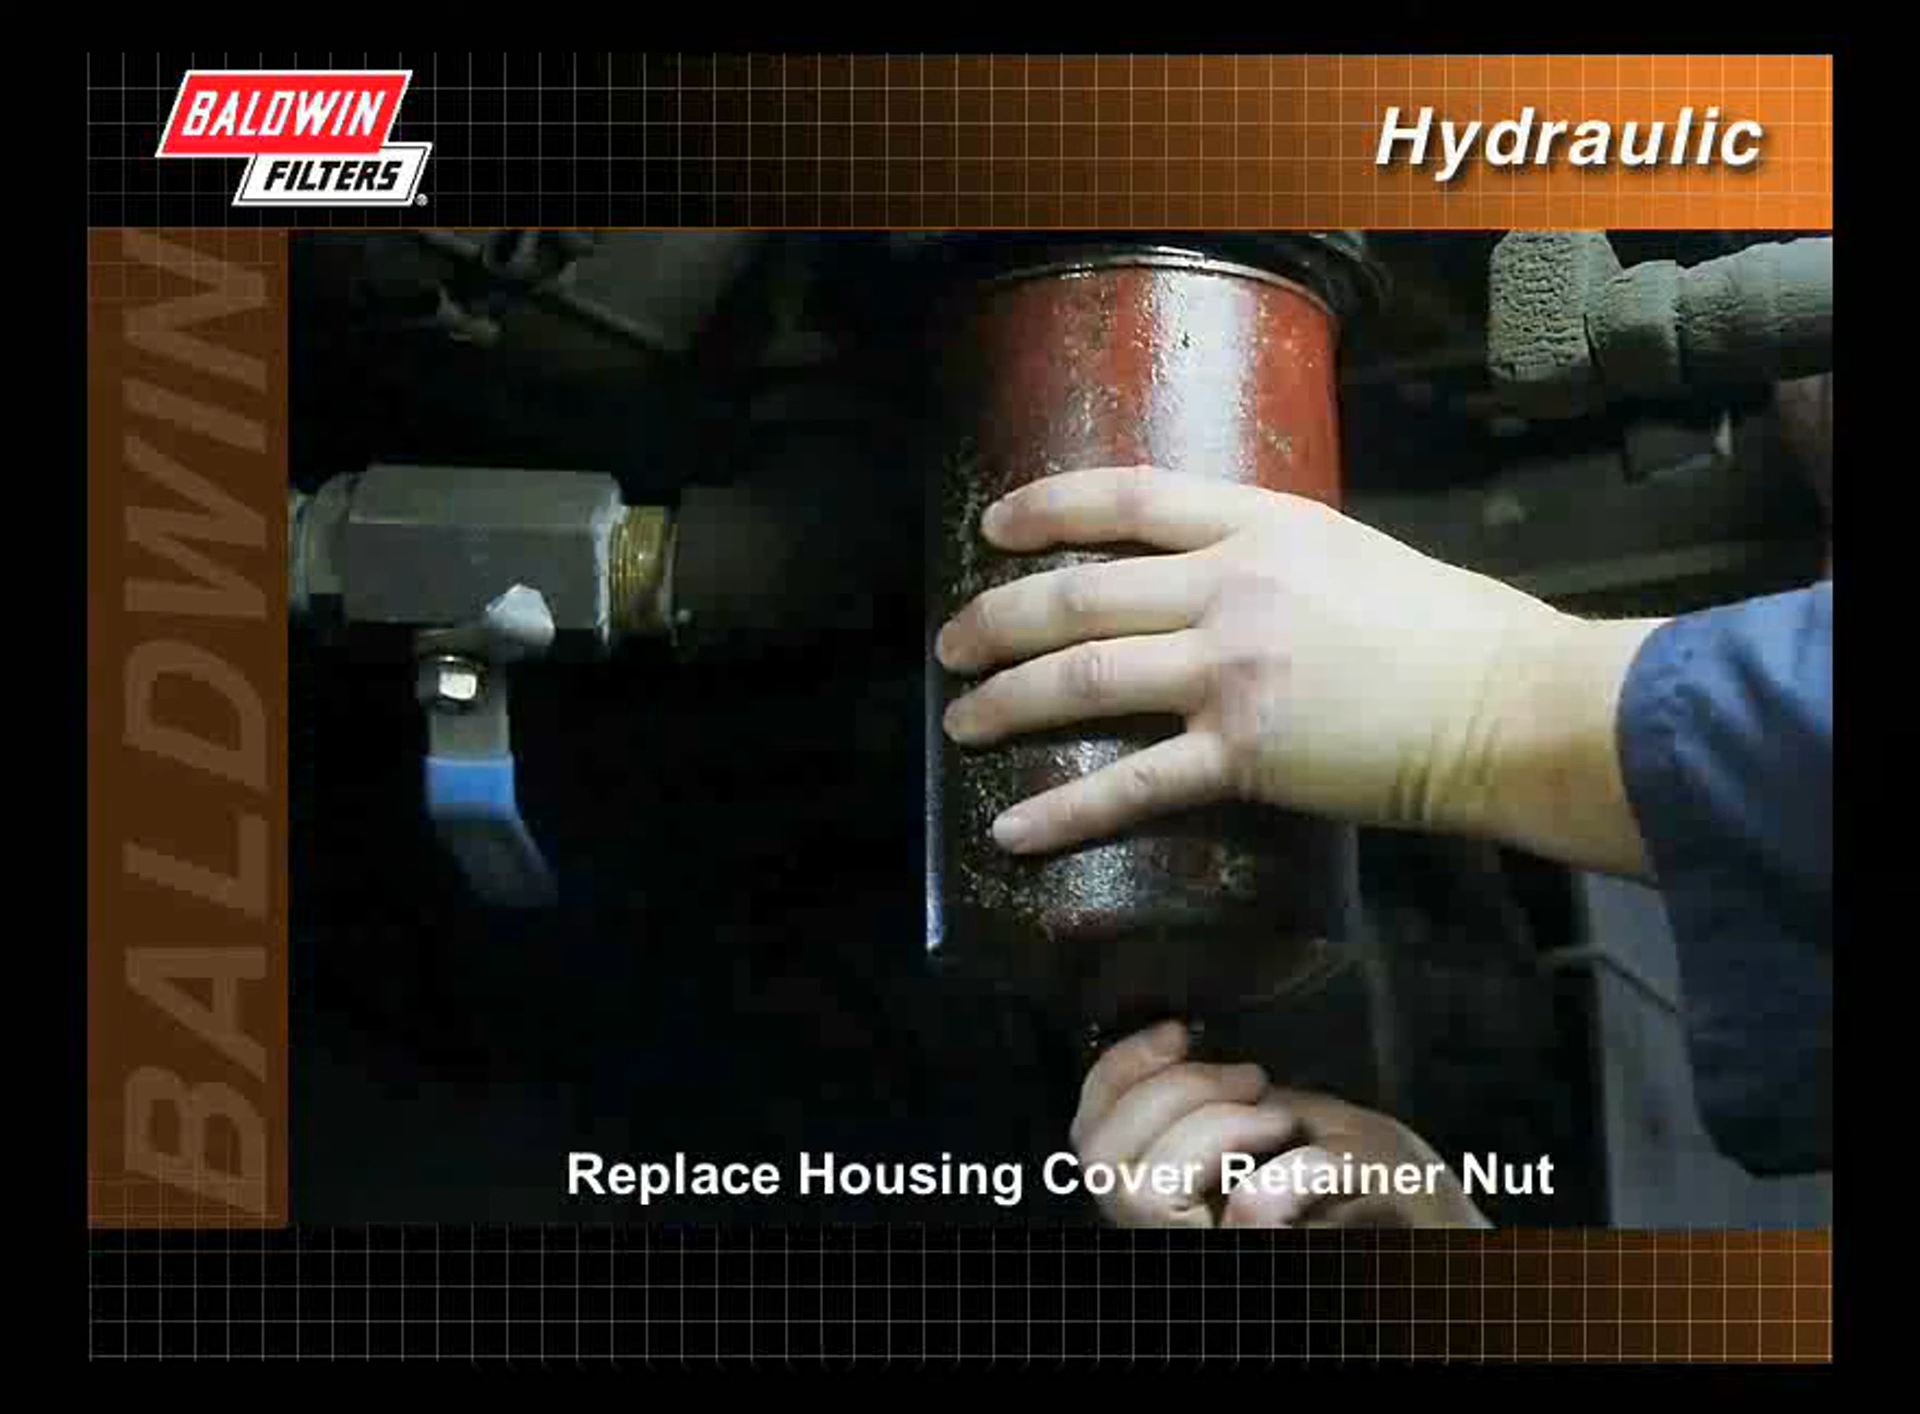 BALDWIN
FILTERS
®
Hydraulic
BALDWIN
Replace Housing Cover Retainer Nut